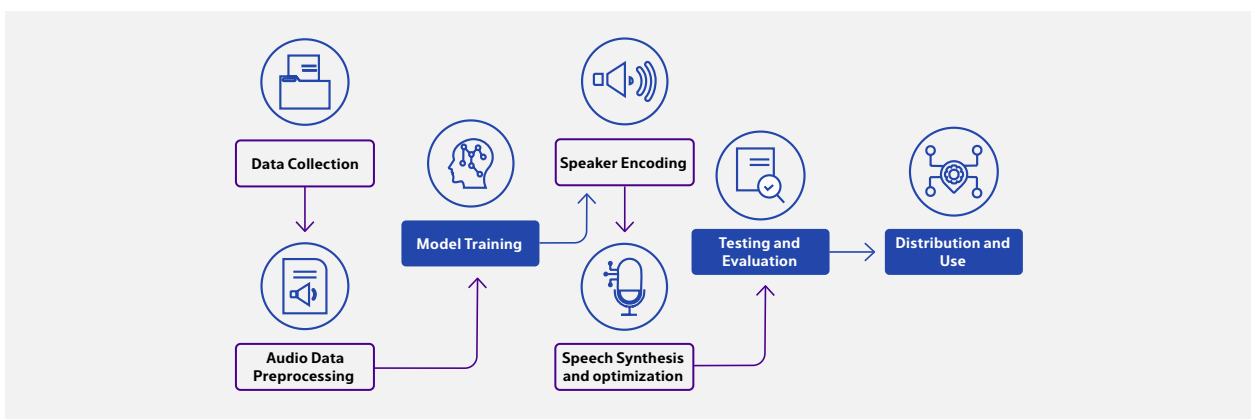 Data Collection
Audio Data
Preprocessing
Model Training
Speaker Encoding
Speech Synthesis
and optimization
Testing and
Evaluation
Distribution and
Use